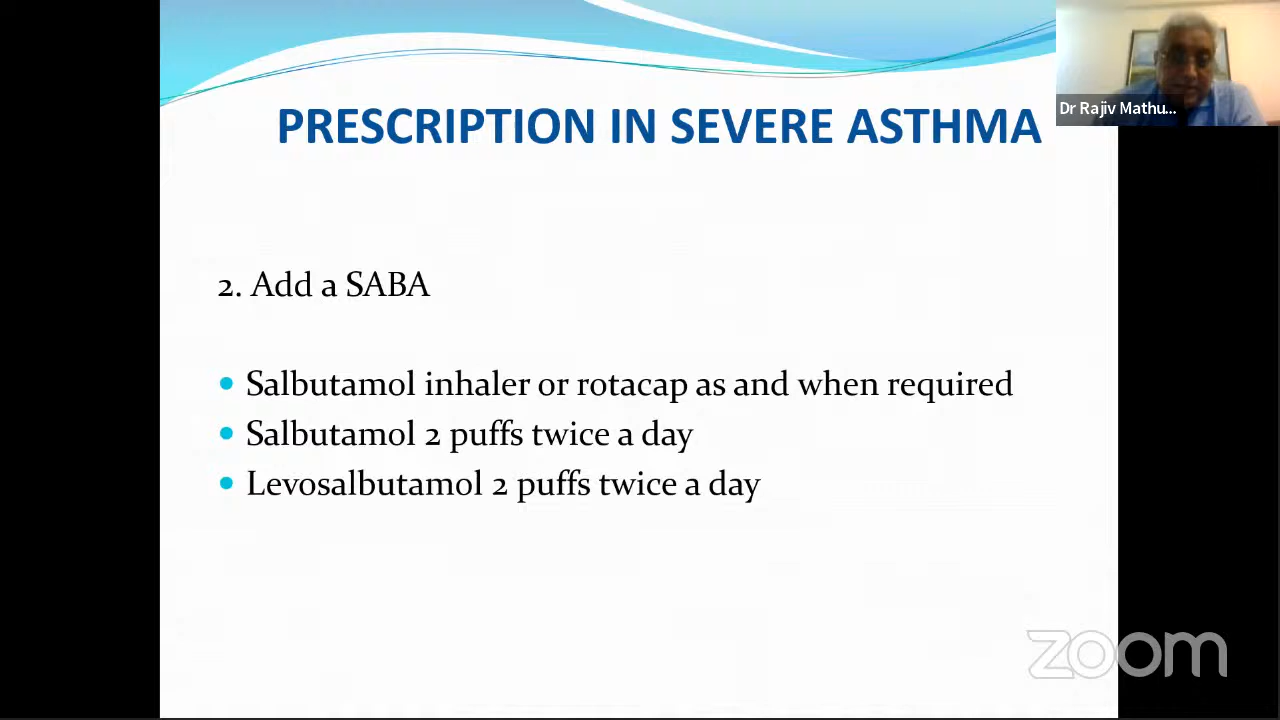 Dr Rajiv Mathu...
PRESCRIPTION IN SEVERE ASTHMA
2. Add a SABA
• Salbutamol inhaler or rotacap as and when required
• Salbutamol 2 puffs twice a day
• Levosalbutamol 2 puffs twice a day
zoom